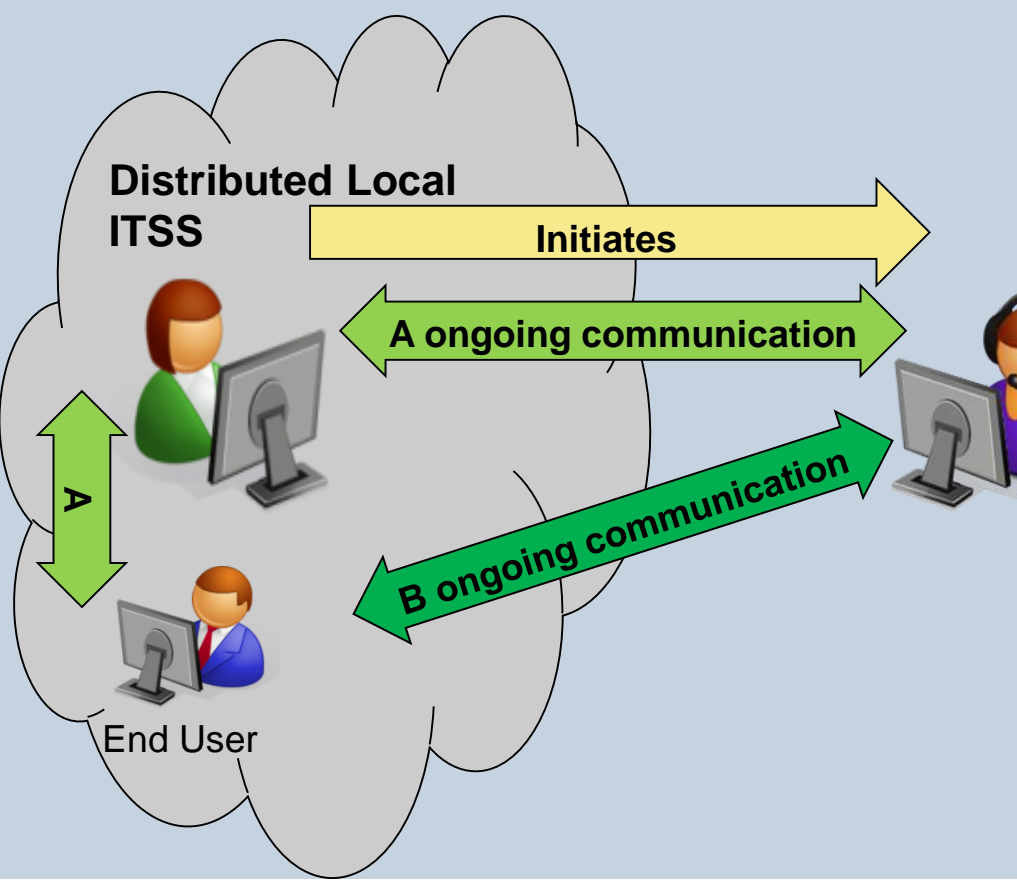 Distributed Local
ITSS
Initiates
A ongoing communication
A
B ongoing communication
End User